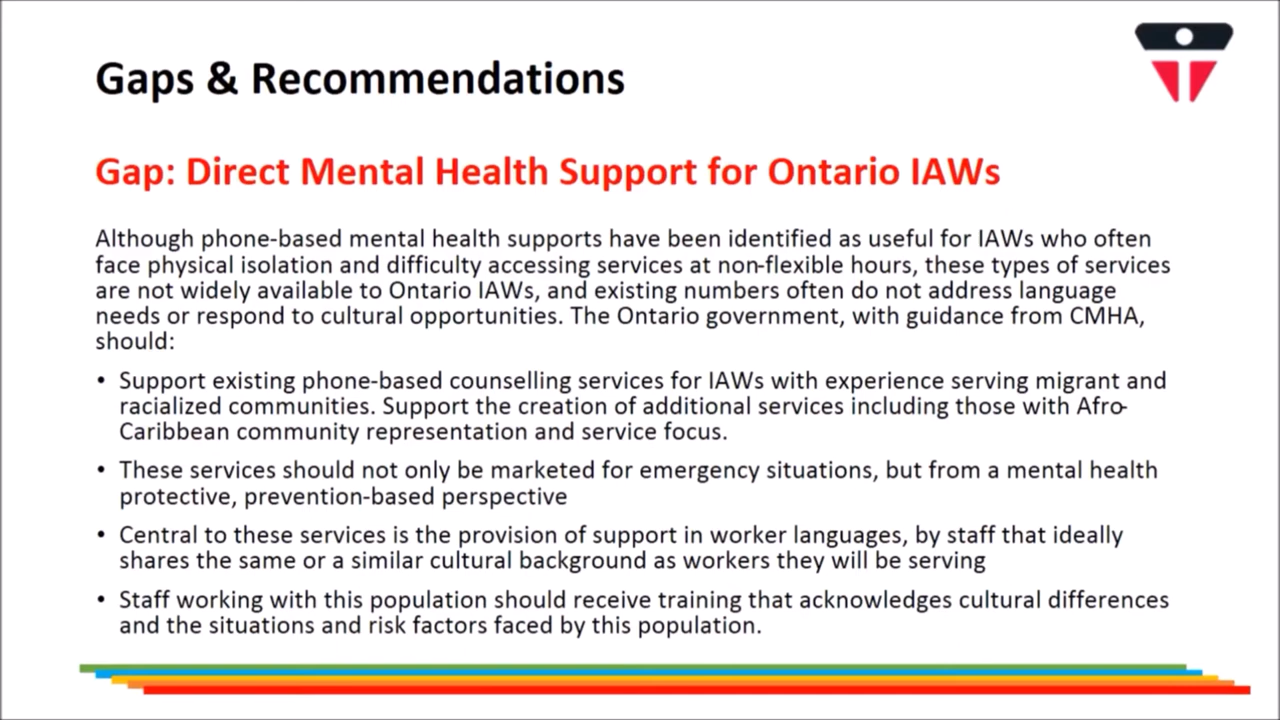 Gaps & Recommendations
Gap: Direct Mental Health Support for Ontario IAWs
Although phone-based mental health supports have been identified as useful for IAWs who often
face physical isolation and difficulty accessing services at non-flexible hours, these types of services
are not widely available to Ontario IAWs, and existing numbers often do not address language
needs or respond to cultural opportunities. The Ontario government, with guidance from CMHA,
should:
• Support existing phone-based counselling services for IAWs with experience serving migrant and
racialized communities. Support the creation of additional services including those with Afro-
Caribbean community representation and service focus.
• These services should not only be marketed for emergency situations, but from a mental health
protective, prevention-based perspective
• Central to these services is the provision of support in worker languages, by staff that ideally
shares the same or a similar cultural background as workers they will be serving
• Staff working with this population should receive training that acknowledges cultural differences
and the situations and risk factors faced by this population.